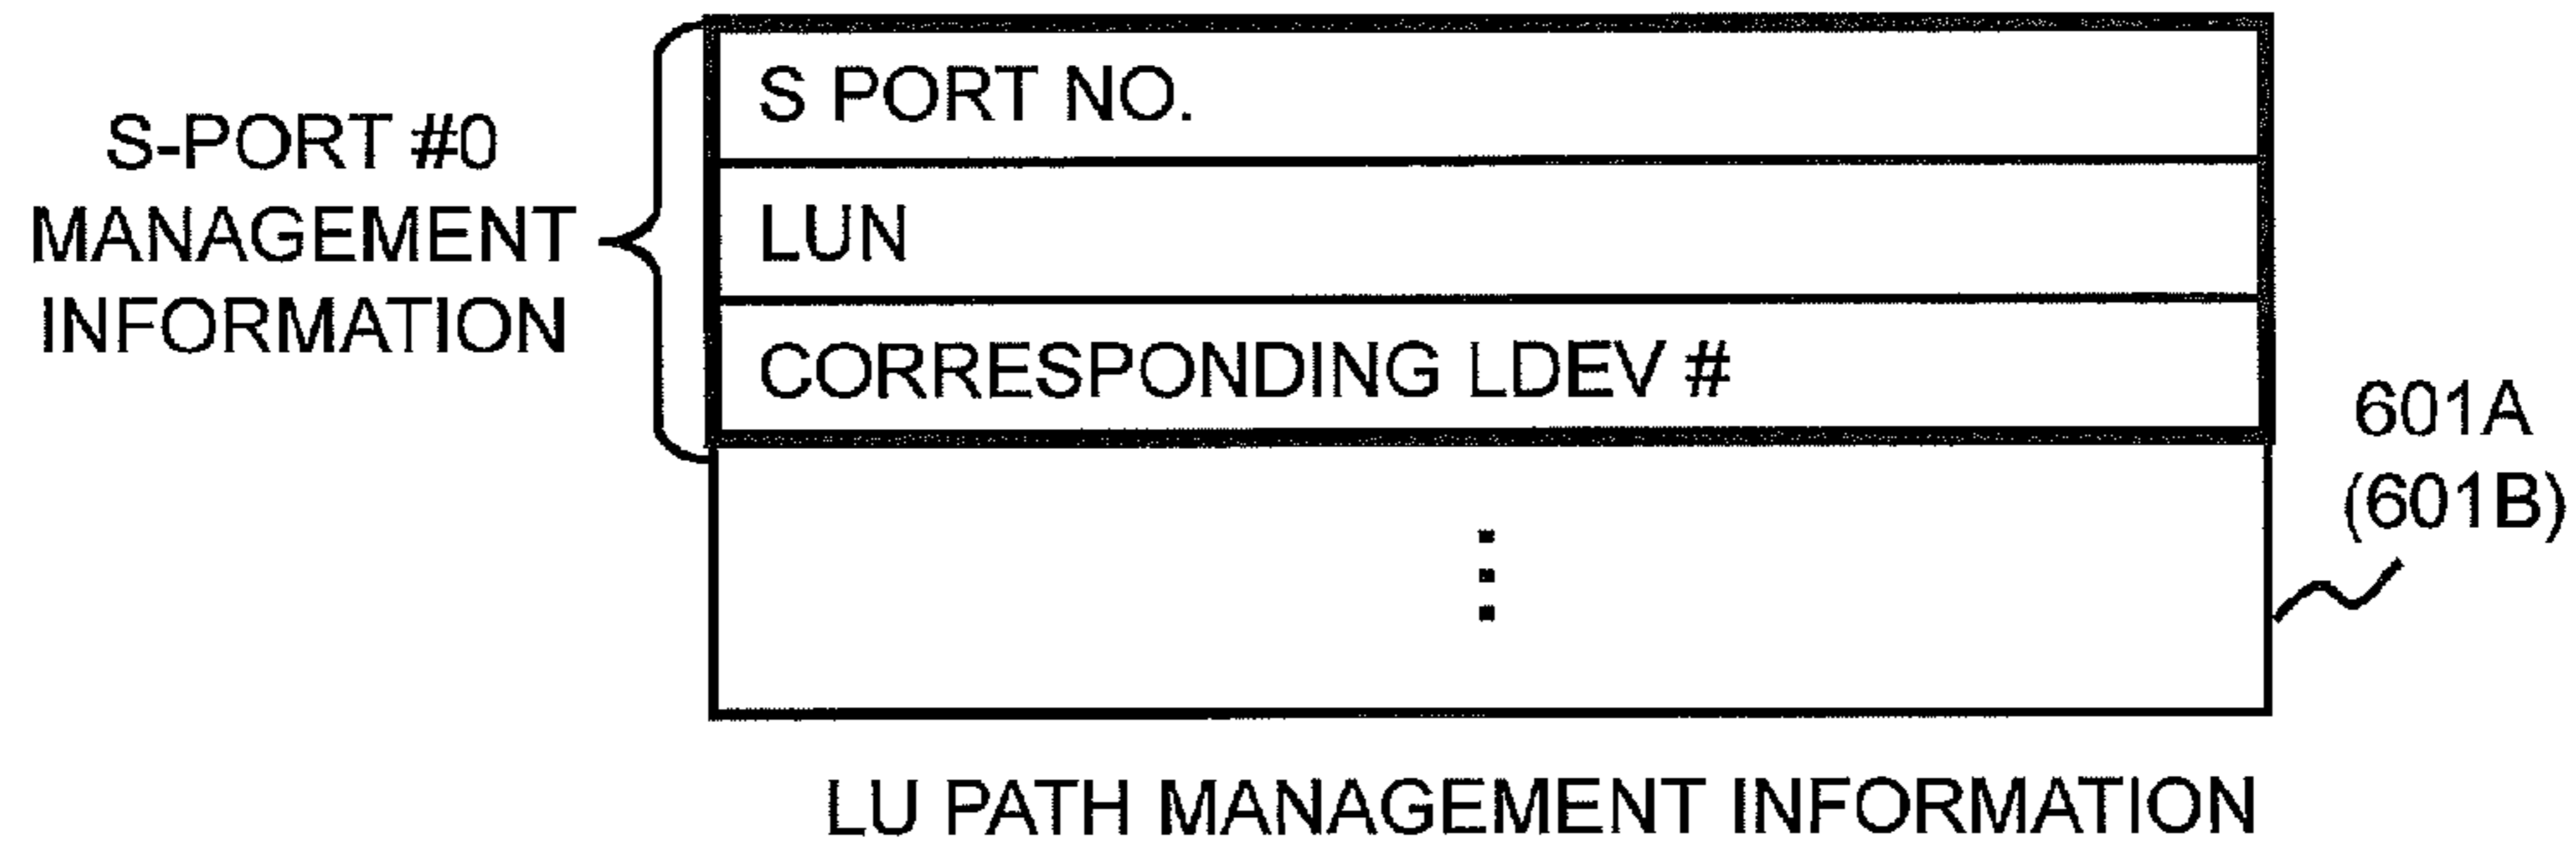 S-PORT #0
MANAGEMENT
INFORMATION
S PORT NO.
LUN
CORRESPONDING LDEV #
601A
(601B)
LU PATH MANAGEMENT INFORMATION